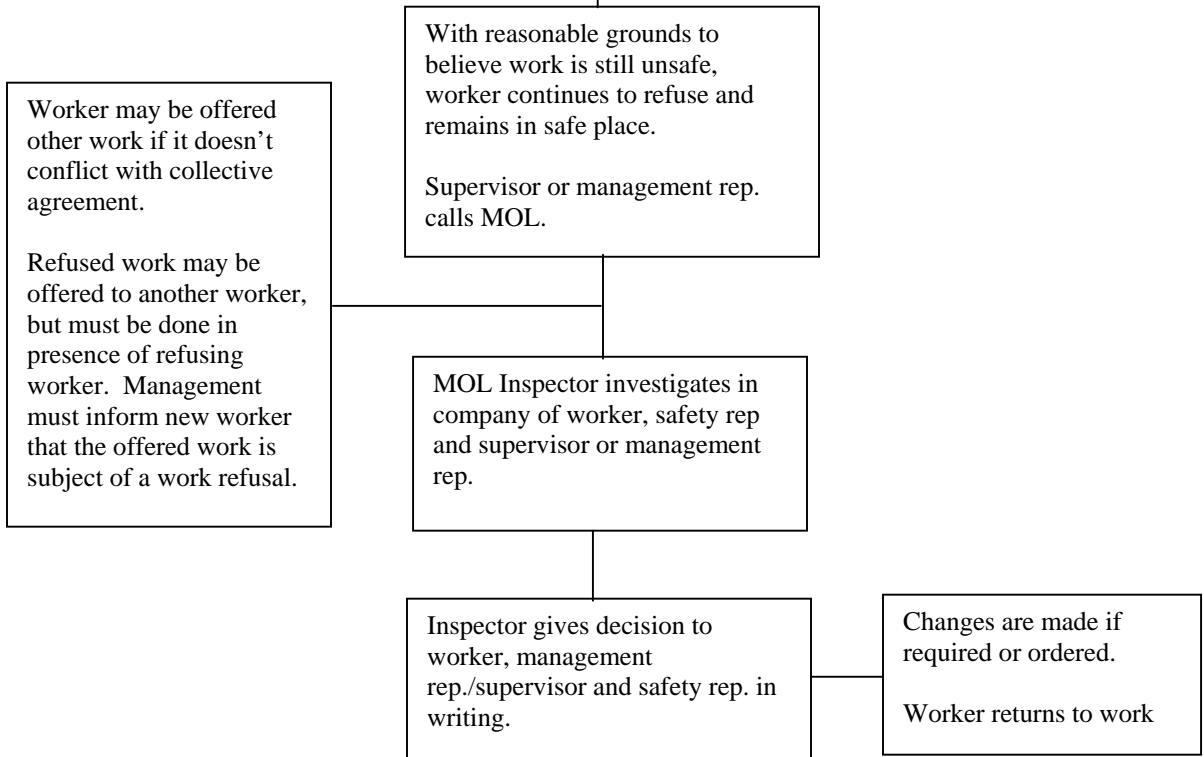 With reasonable grounds to
believe work is still unsafe,
worker continues to refuse and
remains in safe place.
Supervisor or management rep.
calls MOL.
Worker may be offered
other work if it doesn’t
conflict with collective
agreement.
Refused work may be
offered to another worker,
but must be done in
presence of refusing
worker.  Management
must inform new worker
that the offered work is
subject of a work refusal.
MOL Inspector investigates in
company of worker, safety rep
and supervisor or management
rep.
Inspector gives decision to
worker, management
rep./supervisor and safety rep. in
writing.
Changes are made if
required or ordered.
Worker returns to work